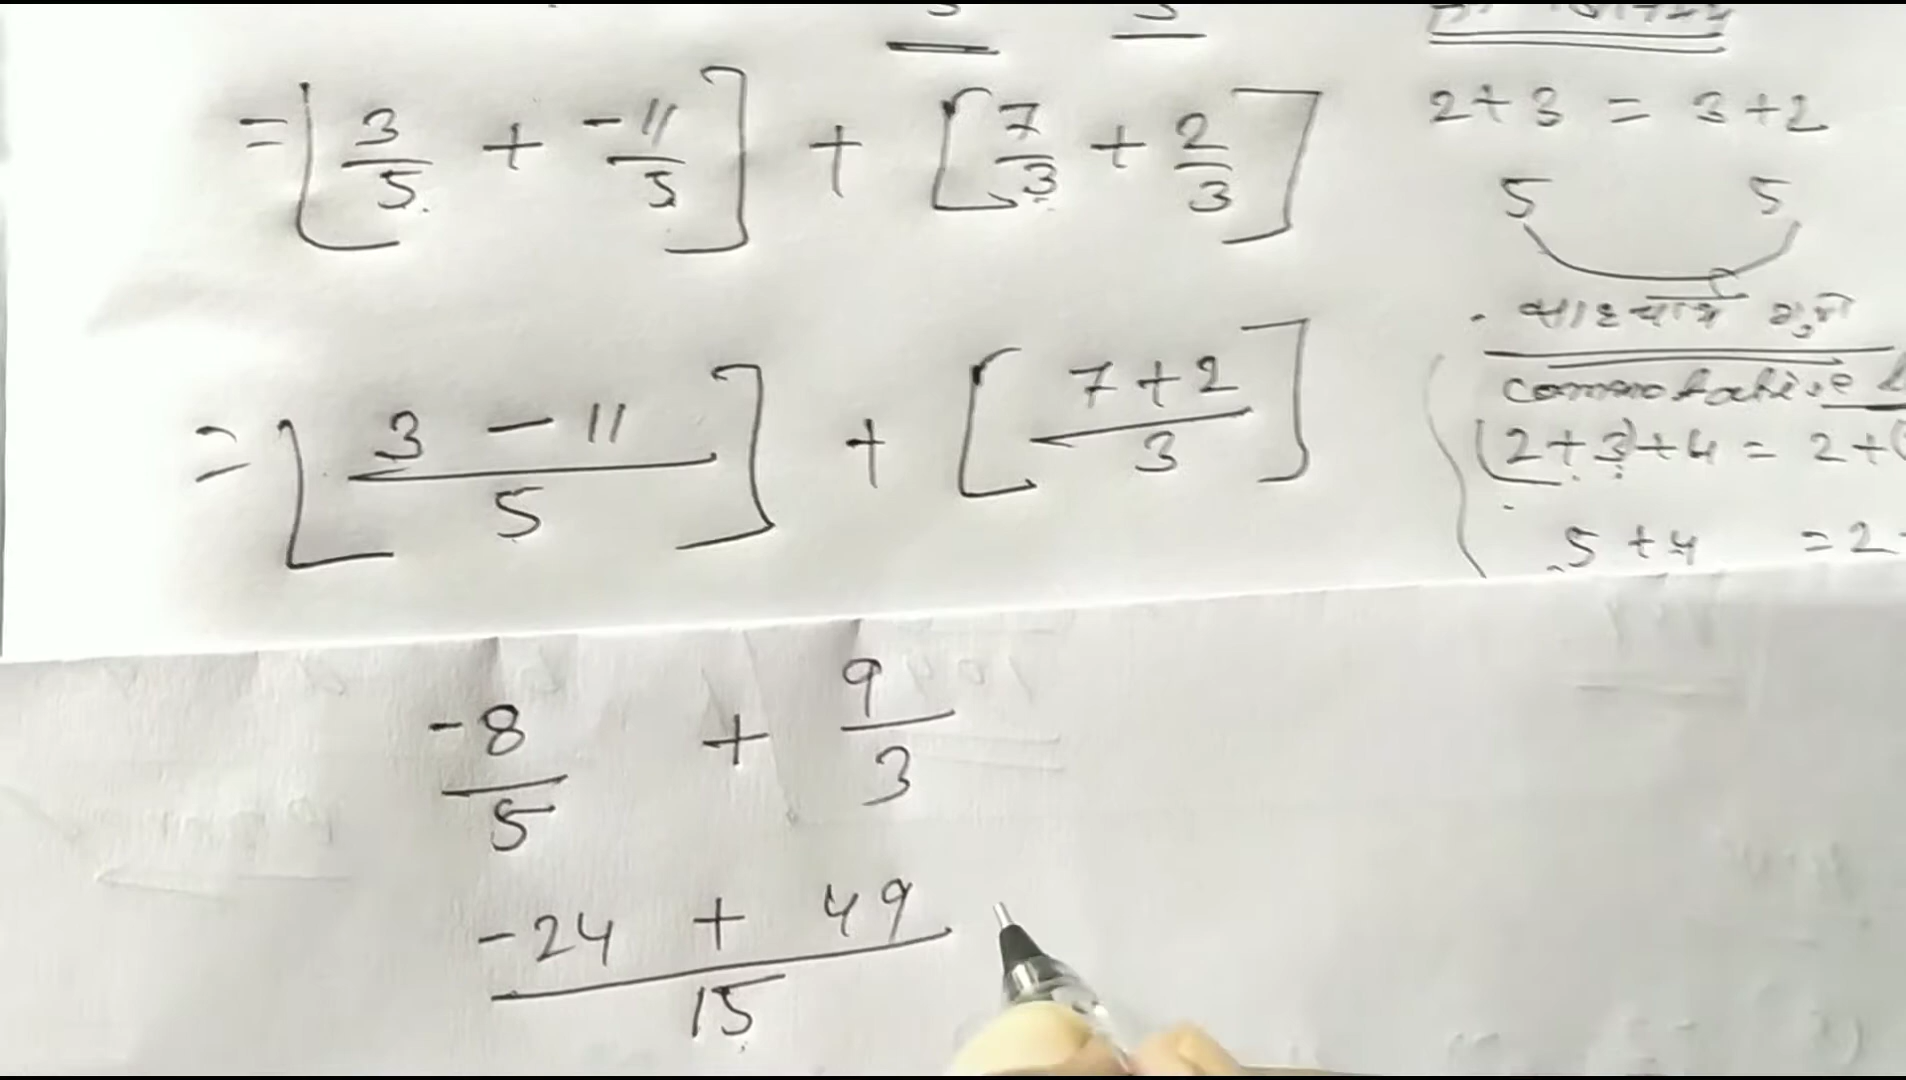 = [3/5 + -11/5] + [7/3 + 2/3]
= [3 - 11/5] + [7 + 2/3]
-8/5 + 9/3
-24 + 49/15
2 + 3 = 3 + 2
5 5
(2 + 3) + 4 = 2 + (
5 + 4 = 2